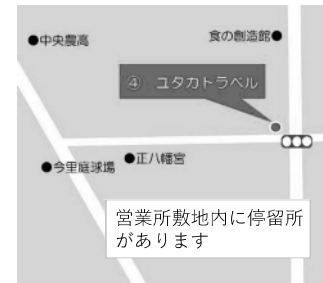 ●中央農高
食の創造館●
④ ユタカトラベル
●正八幡宮
●今里庭球場
営業所敷地内に停留所
があります